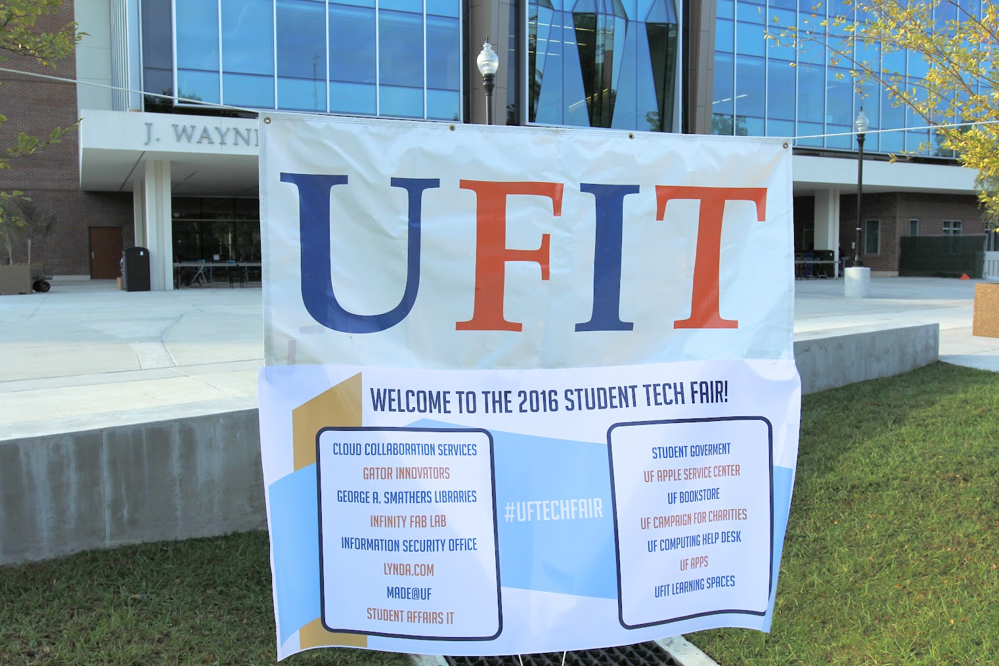 J. WAYN
UFIT
WELCOME TO THE 2016 STUDENT TECH FAIR!
CLOUD COLLABORATION SERVICES
GATOR INNOVATORS
GEORGE A. SMATHERS LIBRARIES
INFINITY FAB LAB
INFORMATION SECURITY OFFICE
LYNDA.COM
MADE@UF
STUDENT AFFAIRS IT
#UFTECHFAIR
STUDENT GOVERMENT
UF APPLE SERVICE CENTER
UF BOOKSTORE
UF CAMPAIGN FOR CHARITIES
UF COMPUTING HELP DESK
UF APPS
UFIT LEARNING SPACES